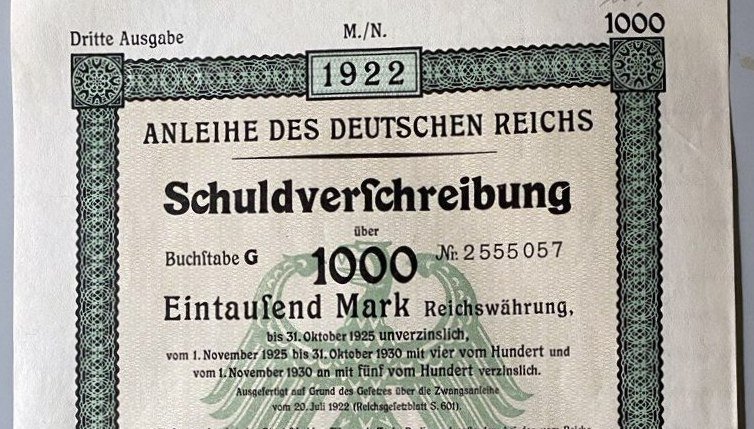 Dritte Ausgabe
M./N.
1000
1922
ANLEIHE DES DEUTSCHEN REICHS
Schuldverſchreibung
über
Buchſtabe G 1000 Nr. 2555057
Eintauſend Mark Reichswährung,
bis 31. Oktober 1925 unverzinslich,
vom 1. November 1925 bis 31. Oktober 1930 mit vier vom Hundert und
vom 1. November 1930 an mit fünf vom Hundert verzinslich.
Ausgefertigt auf Grund des Geſetzes über die Zwangsanleihe
vom 20. Juli 1922 (Reichsgeſetzblatt S. 601).